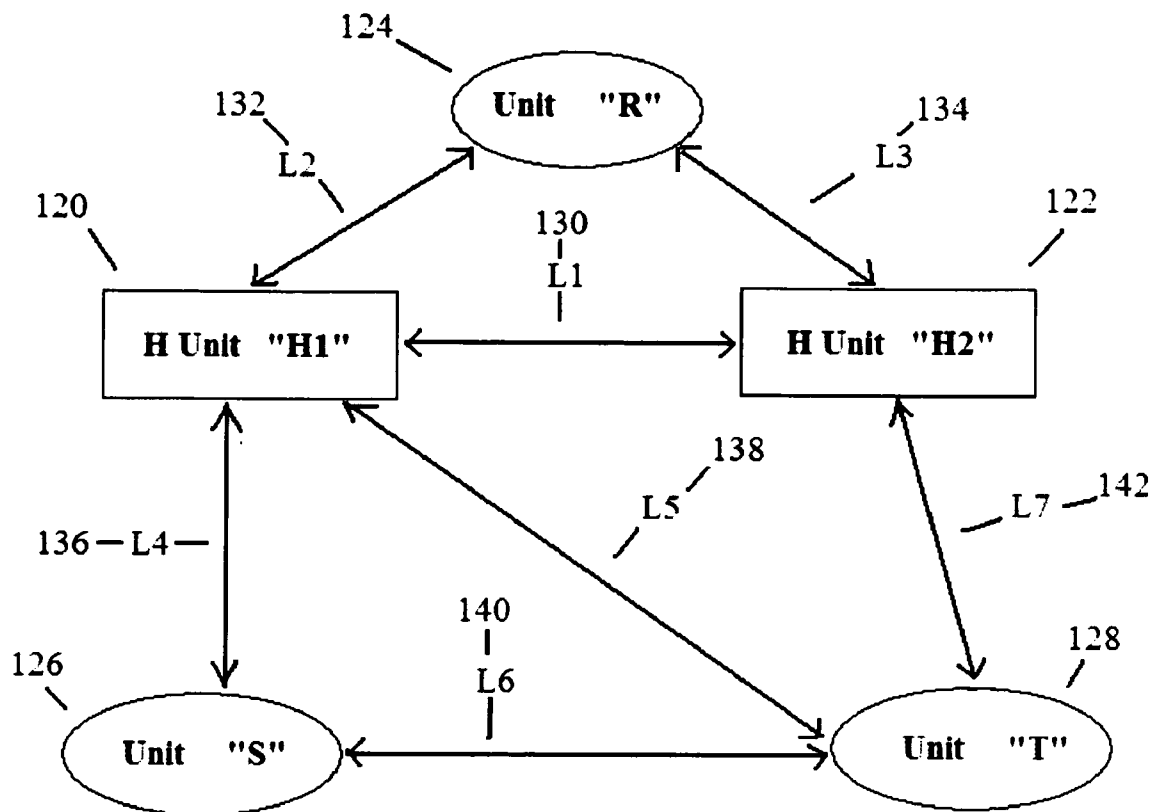 124
Unit "R"
132
134
L2
L3
120
130
122
L1
H Unit "H1"
H Unit "H2"
138
L5
142
L7
136
L4
140
126
128
L6
Unit "S"
Unit "T"